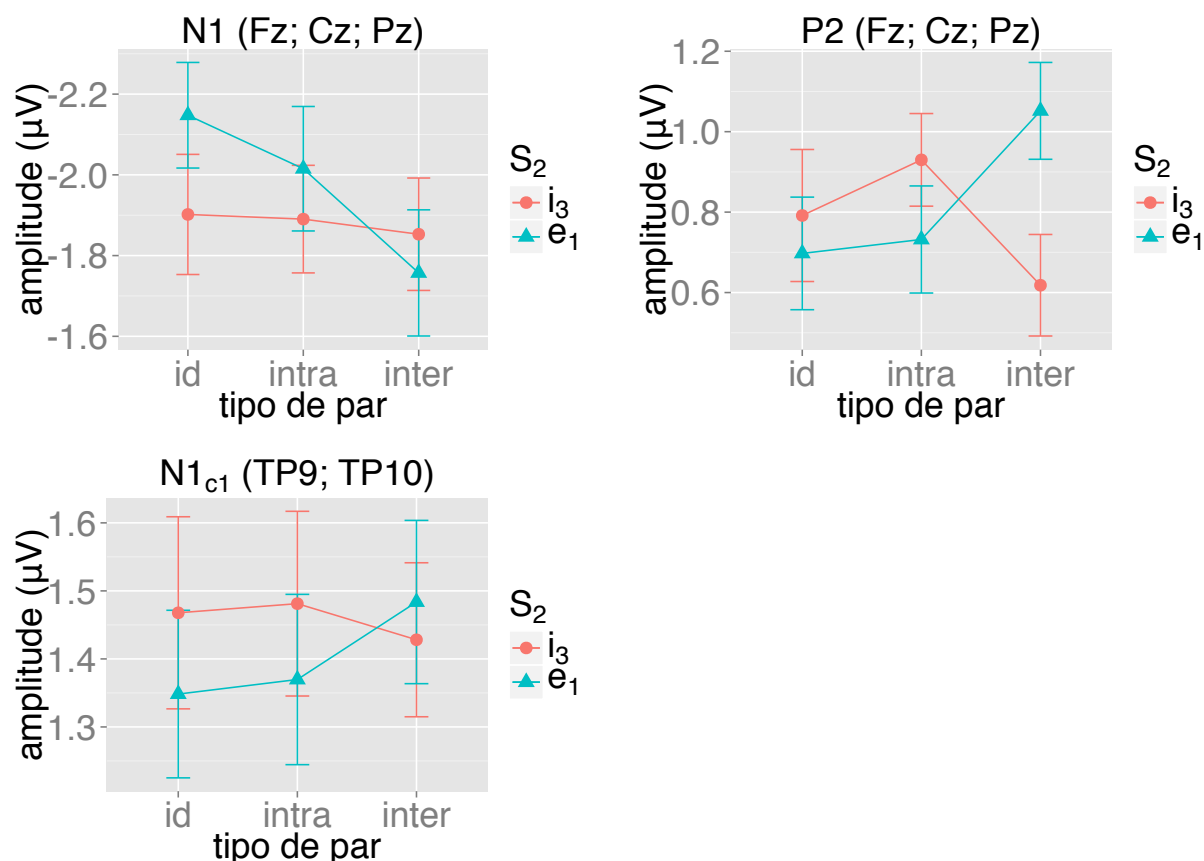 N1 (Fz; Cz; Pz)
amplitude (µV)
-2.2
-2.0
-1.8
-1.6
id intra inter
tipo de par
S₂
i₃
e₁
P2 (Fz; Cz; Pz)
amplitude (µV)
1.2
1.0
0.8
0.6
id intra inter
tipo de par
S₂
i₃
e₁
N1c1 (TP9; TP10)
amplitude (µV)
1.6
1.5
1.4
1.3
id intra inter
tipo de par
S₂
i₃
e₁